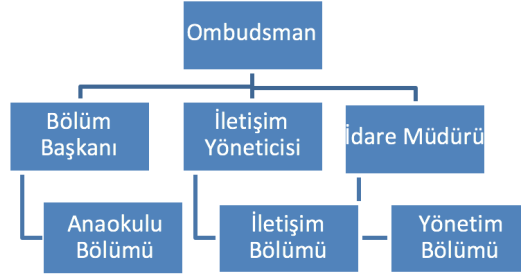 Ombudsman
Bölüm
Başkanı
İletişim
Yöneticisi
İdare Müdürü
Anaokulu
Bölümü
İletişim
Bölümü
Yönetim
Bölümü